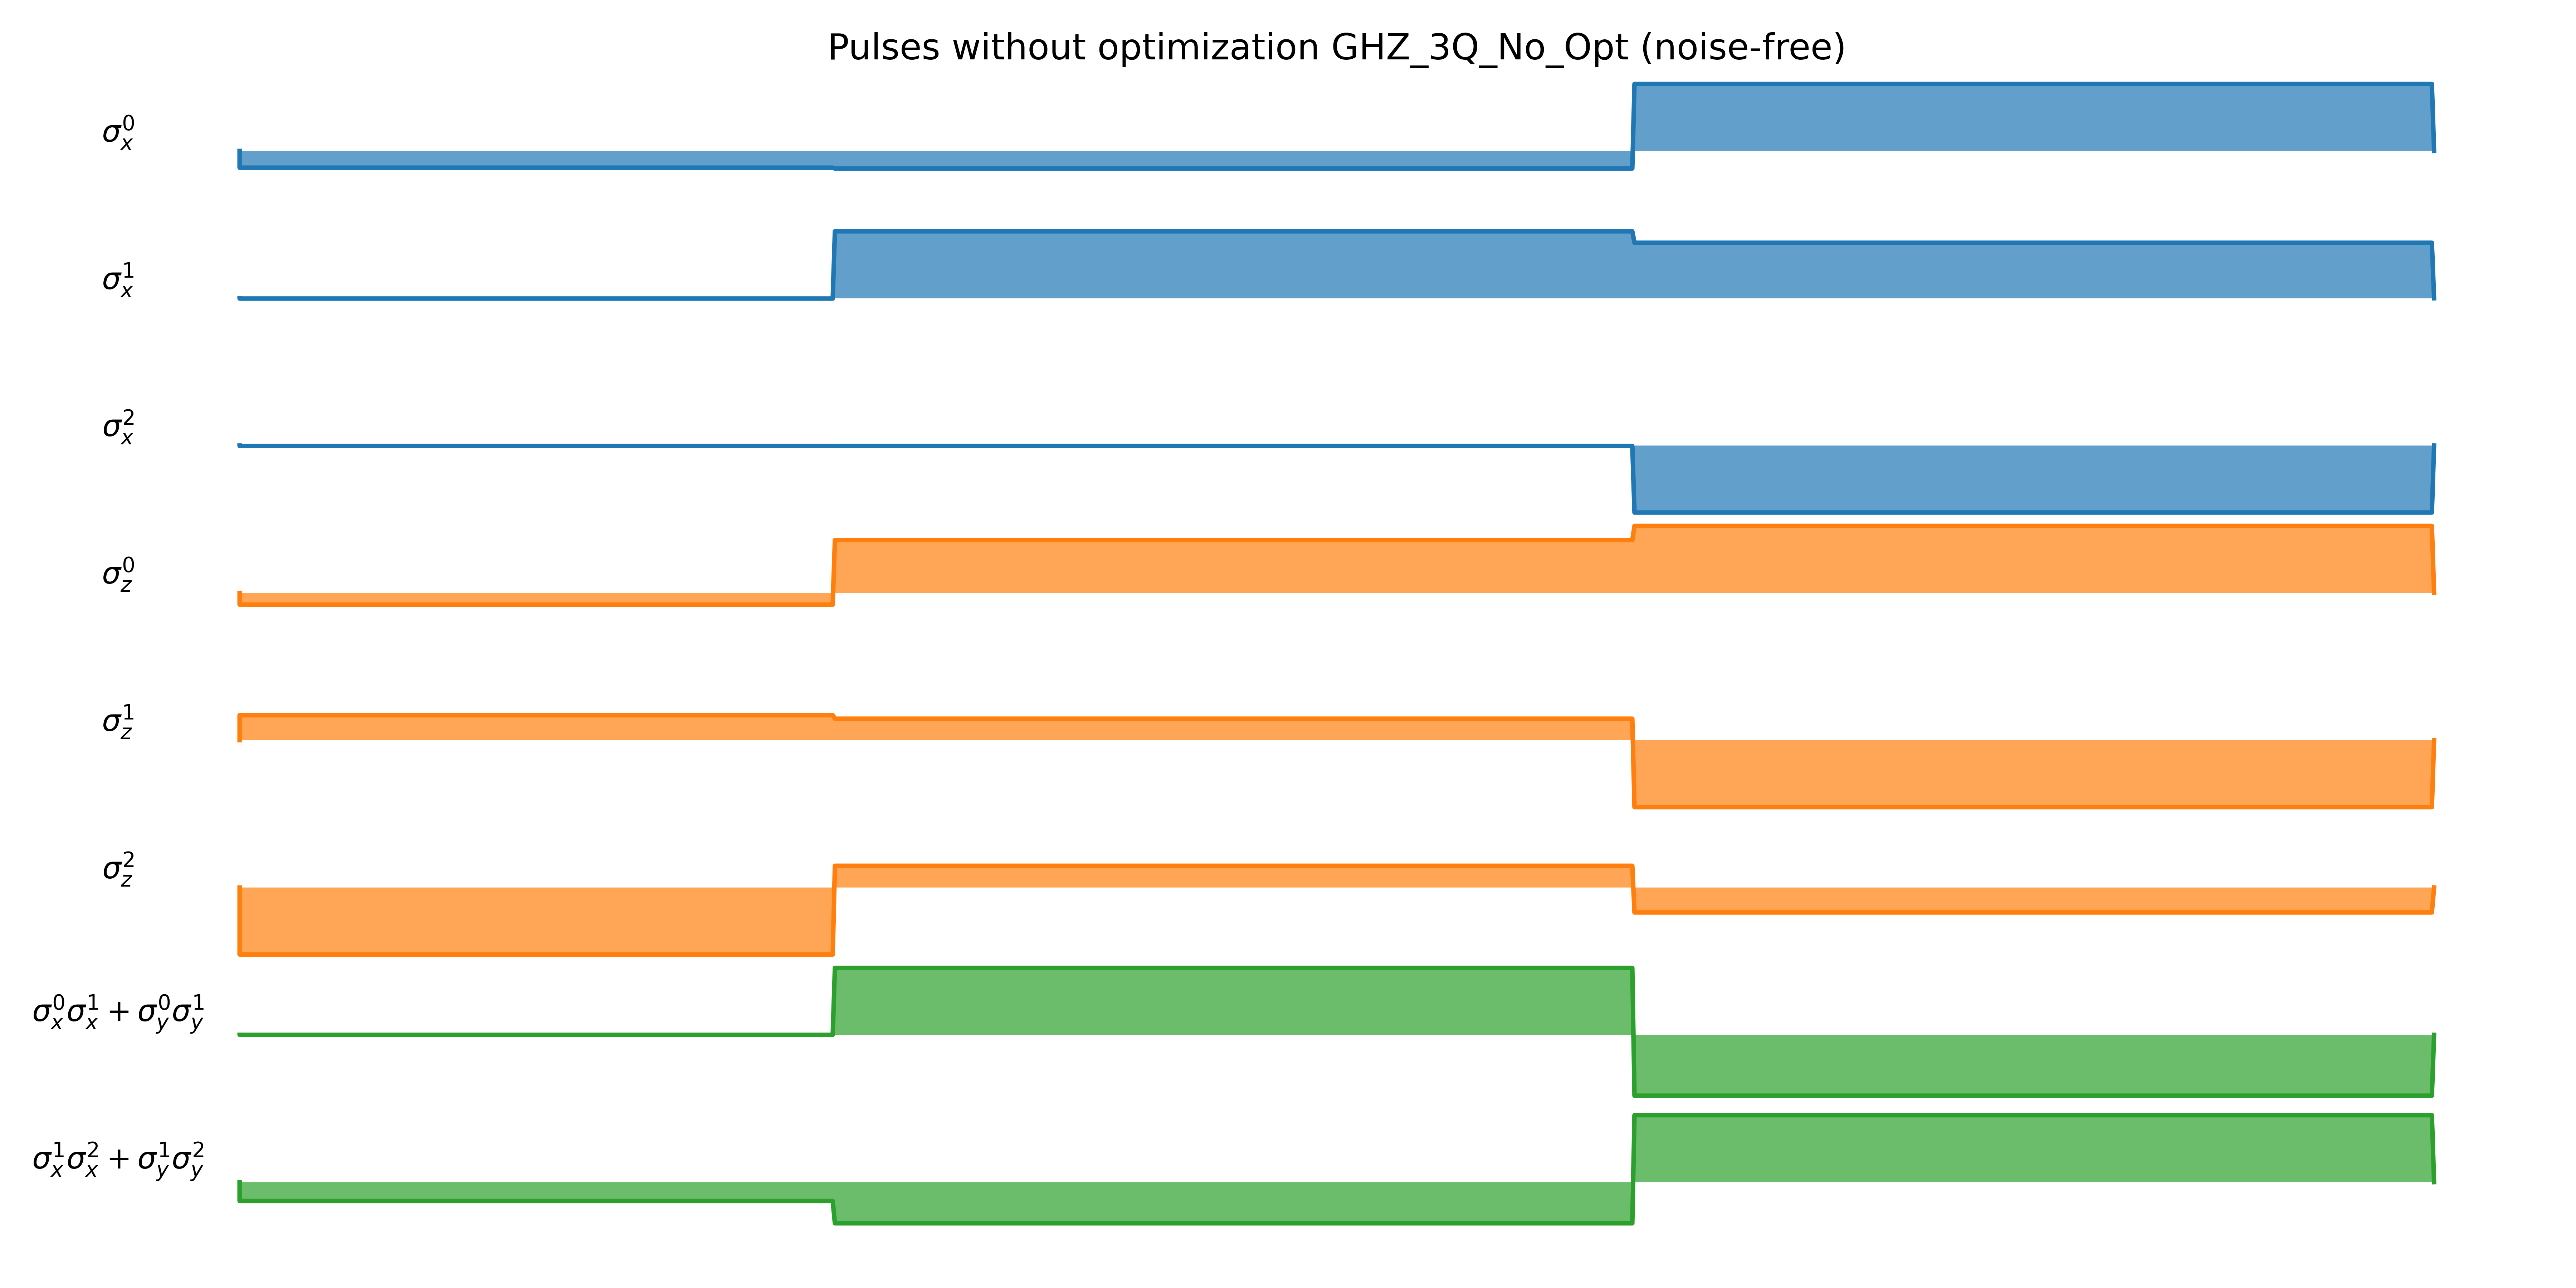 Pulses without optimization GHZ_3Q_No_Opt (noise-free)
σ_x^0
σ_x^1
σ_x^2
σ_z^0
σ_z^1
σ_z^2
σ_x^0σ_x^1 + σ_y^0σ_y^1
σ_x^1σ_x^2 + σ_y^1σ_y^2